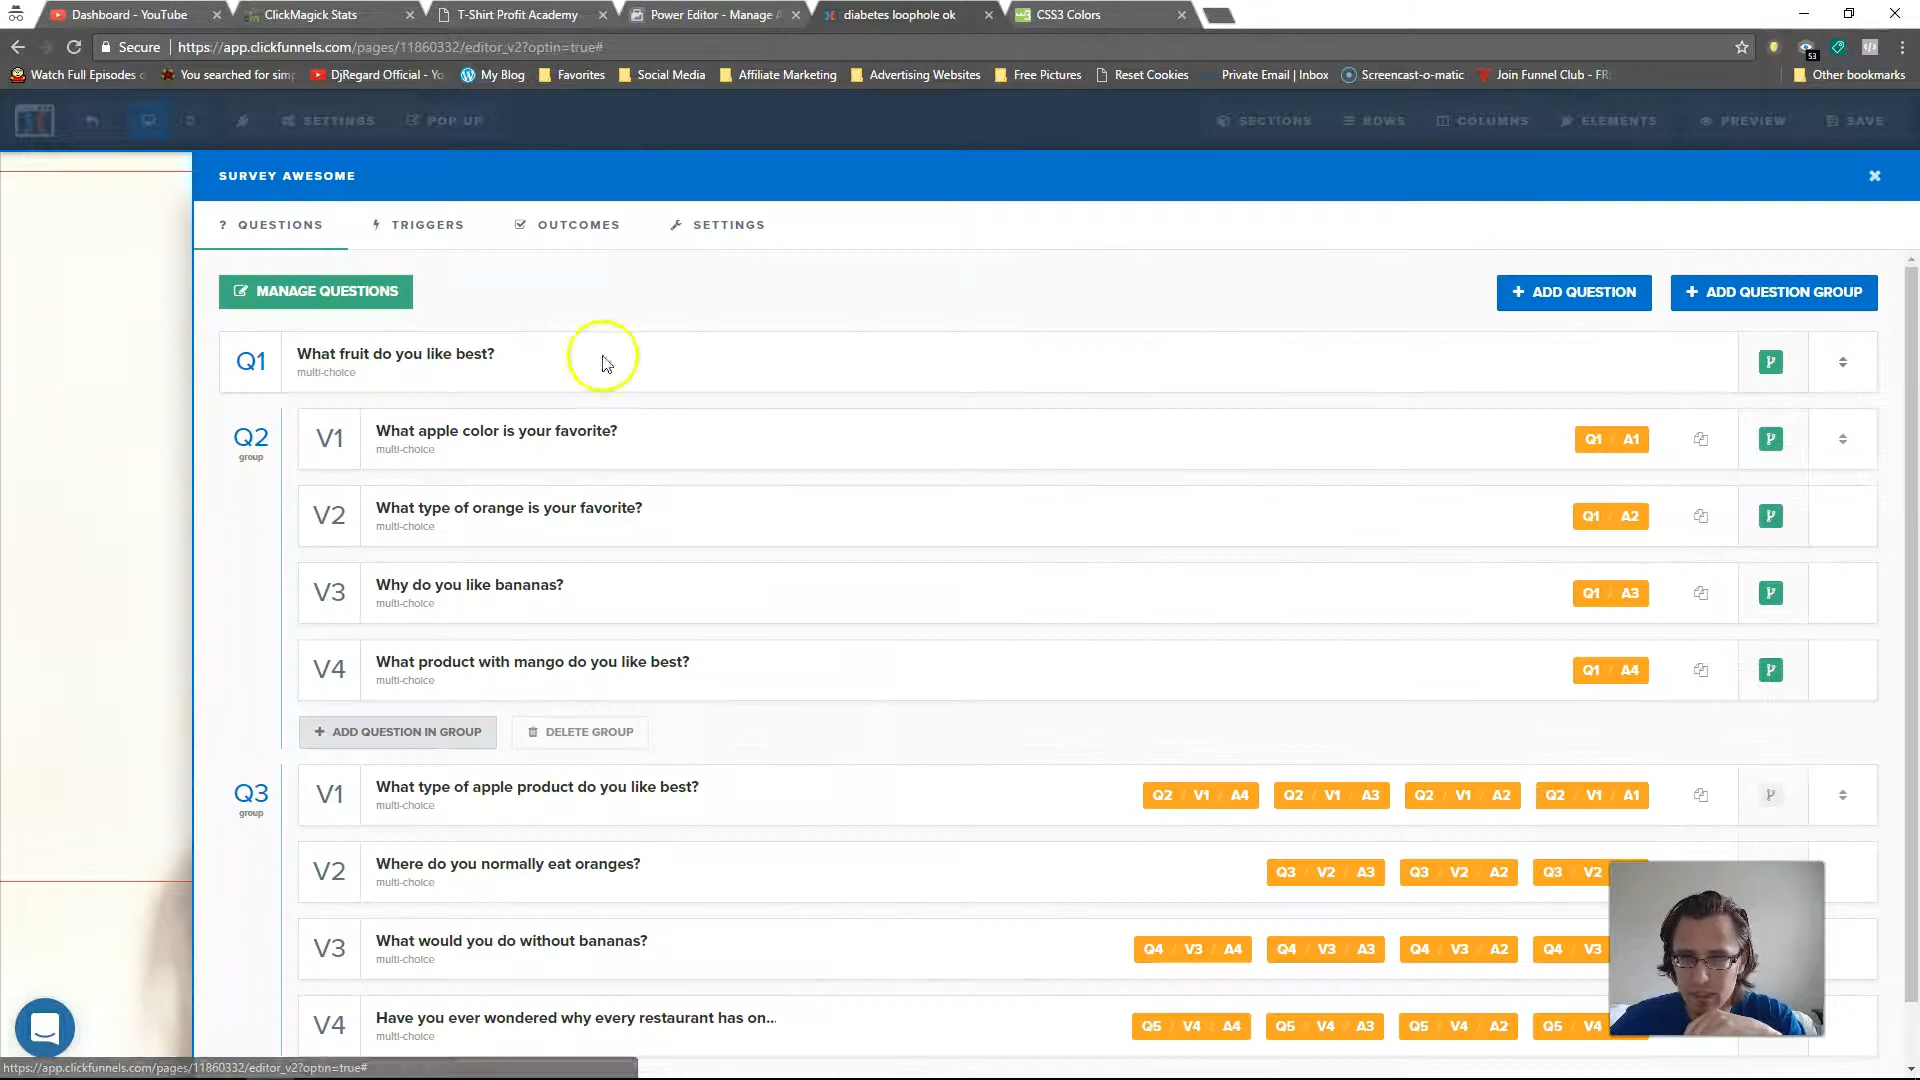 Dashboard - YouTube
ClickMagick Stats
T-Shirt Profit Academy
Power Editor - Manage A
diabetes loophole ok
CSS3 Colors
Secure
https://app.clickfunnels.com/pages/11860332/editor_v2?optin=true#
53
Watch Full Episodes
You searched for sim
DjRegard Official - Yo
My Blog
Favorites
Social Media
Affiliate Marketing
Advertising Websites
Free Pictures
Reset Cookies
Private Email | Inbox
Screencast-o-matic
Join Funnel Club - FR
Other bookmarks
SETTINGS
POP UP
SECTIONS
ROWS
COLUMNS
ELEMENTS
PREVIEW
SAVE
SURVEY AWESOME
? QUESTIONS
TRIGGERS
OUTCOMES
SETTINGS
MANAGE QUESTIONS
+ ADD QUESTION
+ ADD QUESTION GROUP
Q1
What fruit do you like best?
multi-choice
Q2
group
V1
What apple color is your favorite?
multi-choice
Q1 / A1
V2
What type of orange is your favorite?
multi-choice
Q1 / A2
V3
Why do you like bananas?
multi-choice
Q1 / A3
V4
What product with mango do you like best?
multi-choice
Q1 / A4
+ ADD QUESTION IN GROUP
DELETE GROUP
Q3
group
V1
What type of apple product do you like best?
multi-choice
Q2 / V1 / A4
Q2 / V1 / A3
Q2 / V1 / A2
Q2 / V1 / A1
V2
Where do you normally eat oranges?
multi-choice
Q3 / V2 / A3
Q3 / V2 / A2
Q3 / V2
V3
What would you do without bananas?
multi-choice
Q4 / V3 / A4
Q4 / V3 / A3
Q4 / V3 / A2
Q4 / V3
V4
Have you ever wondered why every restaurant has on...
multi-choice
Q5 / V4 / A4
Q5 / V4 / A3
Q5 / V4 / A2
Q5 / V4
https://app.clickfunnels.com/pages/11860332/editor_v2?optin=true#